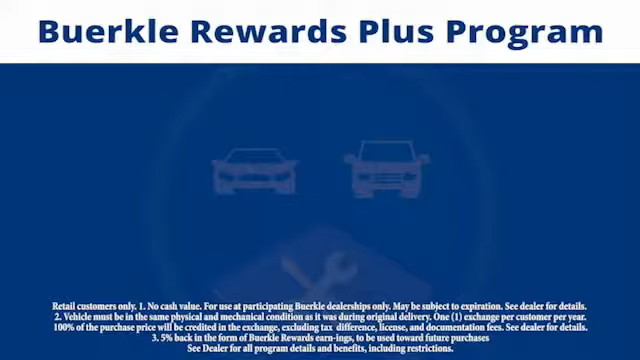 Buerkle Rewards Plus Program
Retail customers only. 1. No cash value. For use at participating Buerkle dealerships only. May be subject to expiration. See dealer for details.
2. Vehicle must be in the same physical and mechanical condition as it was during original delivery. One (1) exchange per customer per year.
100% of the purchase price will be credited in the exchange, excluding tax difference, license, and documentation fees. See dealer for details.
3. 5% back in the form of Buerkle Rewards earn-ings, to be used toward future purchases
See Dealer for all program details and benefits, including restrictions.